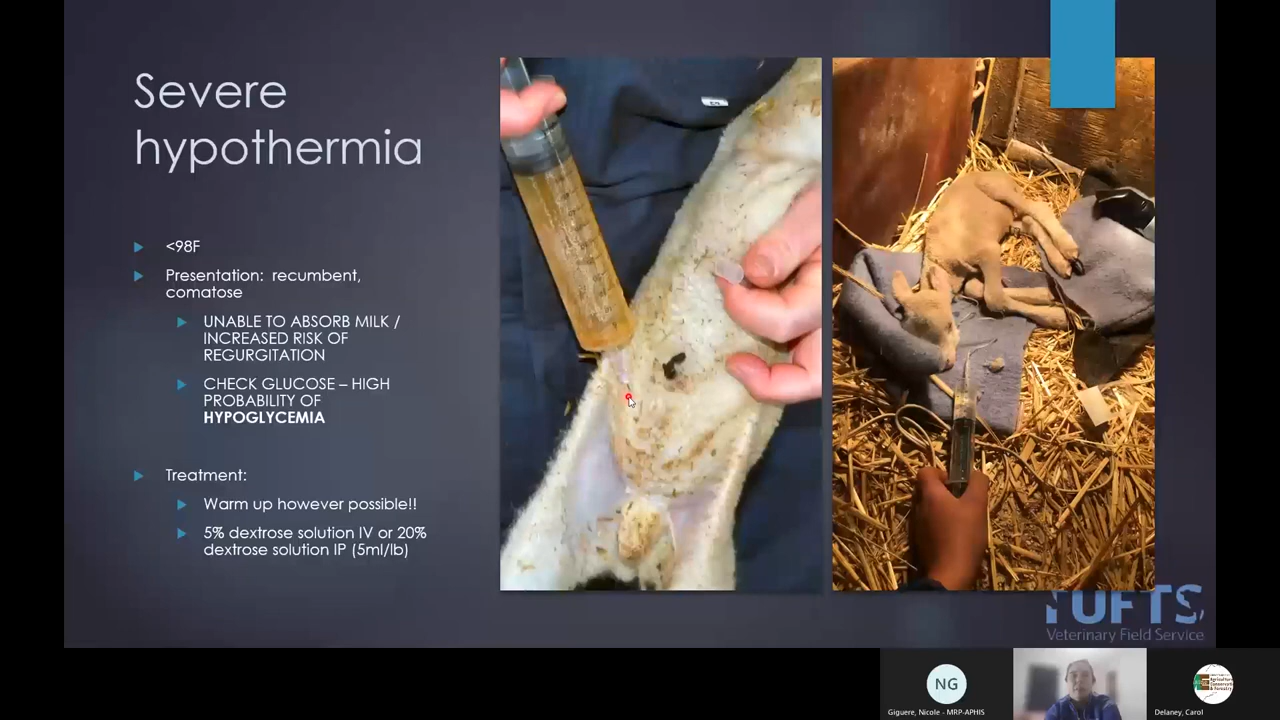 Severe
hypothermia
<98F
Presentation: recumbent,
comatose
UNABLE TO ABSORB MILK /
INCREASED RISK OF
REGURGITATION
CHECK GLUCOSE – HIGH
PROBABILITY OF
HYPOGLYCEMIA
Treatment:
Warm up however possible!!
5% dextrose solution IV or 20%
dextrose solution IP (5ml/lb)
TUFTS
Veterinary Field Service
NG
Giguere, Nicole - MRP-APHIS
Delaney, Carol